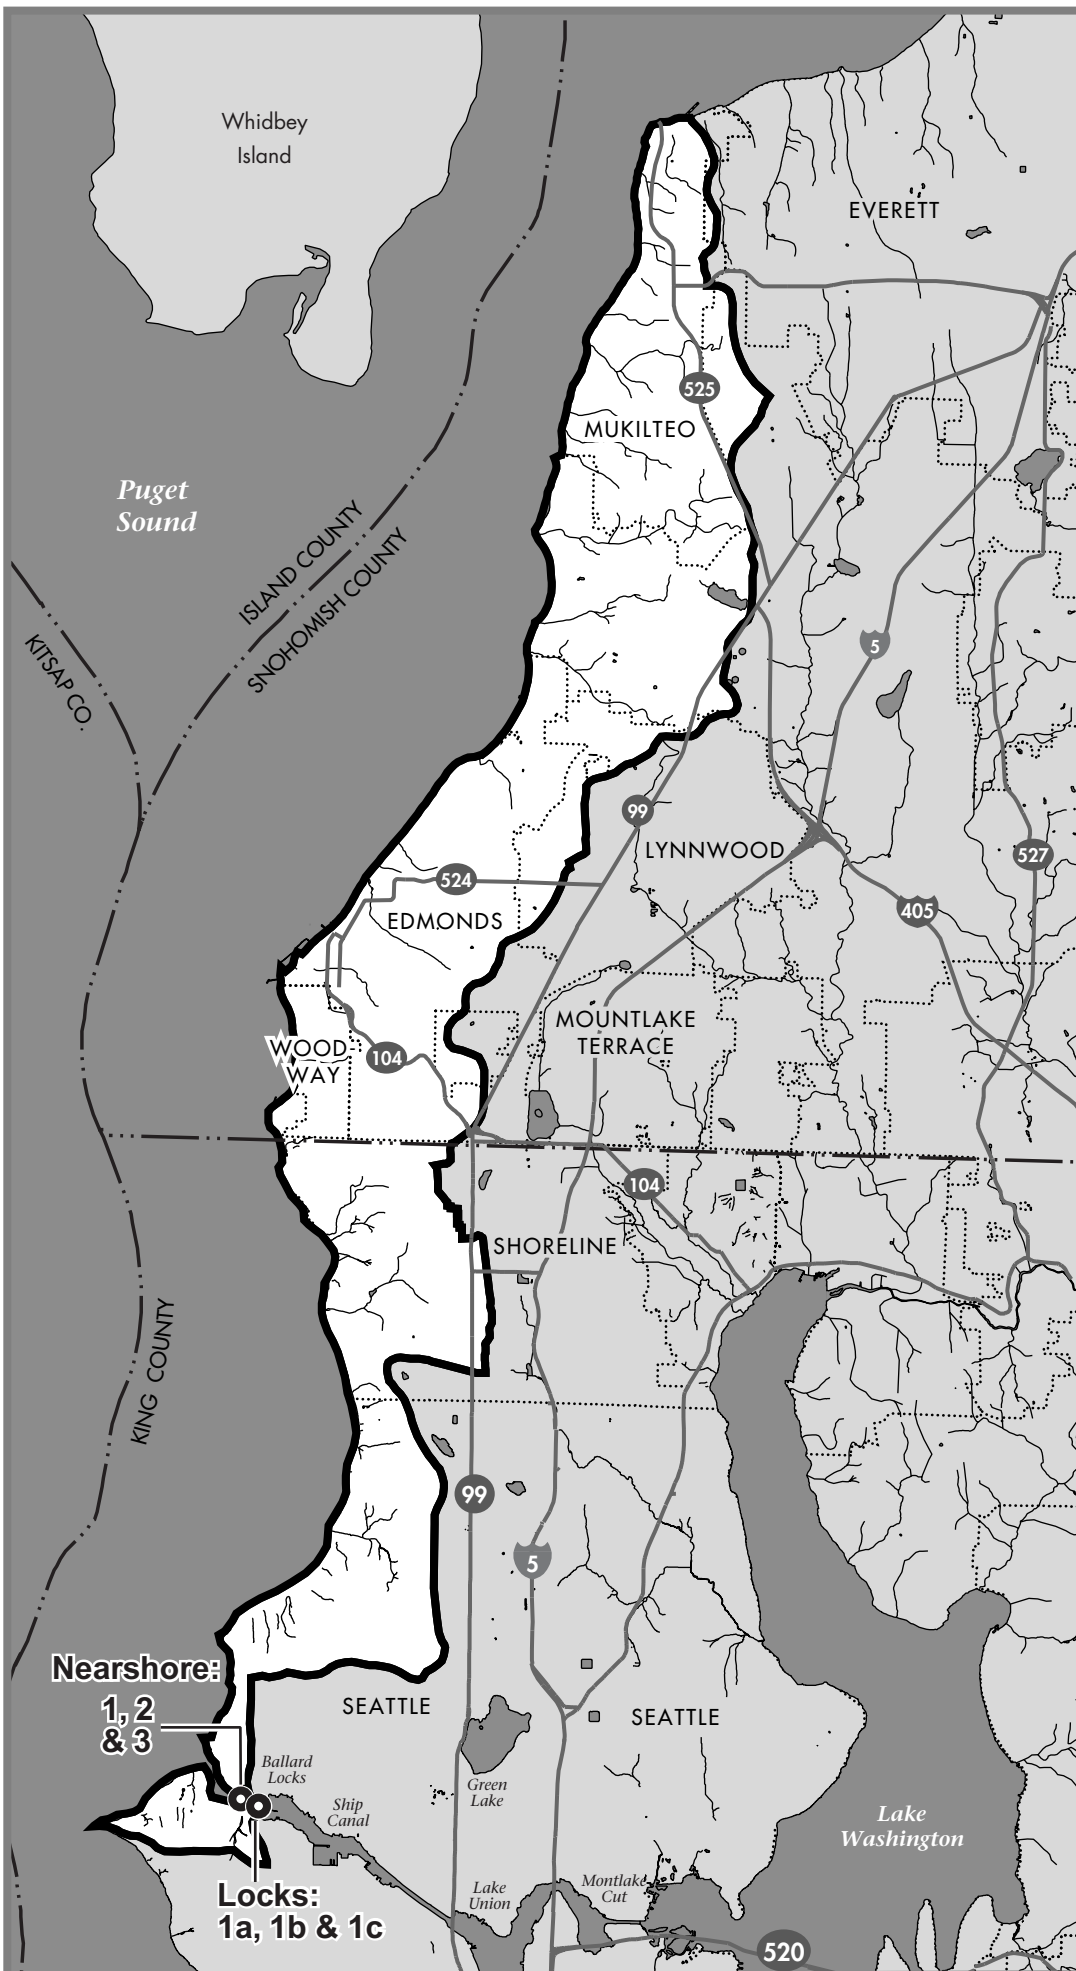 Whidbey
Island
EVERETT
525
MUKILTEO
Puget
Sound
ISLAND COUNTY
SNOHOMISH COUNTY
KITSAP CO.
5
99
LYNNWOOD
527
524
405
EDMONDS
MOUNTLAKE
TERRACE
WOOD-
WAY
104
104
SHORELINE
KING COUNTY
99
5
Nearshore:
1, 2
& 3
SEATTLE
SEATTLE
Ballard
Locks
Ship
Canal
Green
Lake
Lake
Washington
Locks:
1a, 1b & 1c
Lake
Union
Montlake
Cut
520